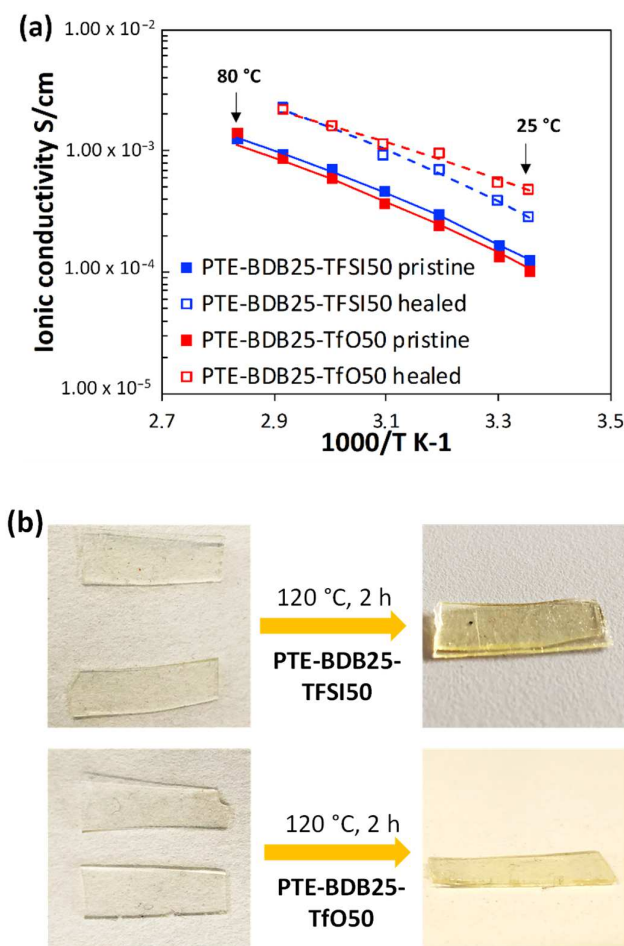 (a)
1.00 x 10⁻²
1.00 x 10⁻³
1.00 x 10⁻⁴
1.00 x 10⁻⁵
Ionic conductivity S/cm
80 °C
25 °C
PTE-BDB25-TFSI50 pristine
PTE-BDB25-TFSI50 healed
PTE-BDB25-TfO50 pristine
PTE-BDB25-TfO50 healed
2.7 2.9 3.1 3.3 3.5
1000/T K-1
(b)
120 °C, 2 h
PTE-BDB25-
TFSI50
120 °C, 2 h
PTE-BDB25-
TfO50